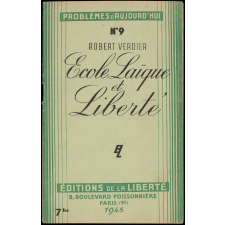 PROBLÈMES D'AUJOURD'HUI
N°9
ROBERT VERDIER
Ecole Laïque
et
Liberté
EL
ÉDITIONS DE LA LIBERTÉ
8, BOULEVARD POISSONNIÈRE
PARIS (9e)
1945